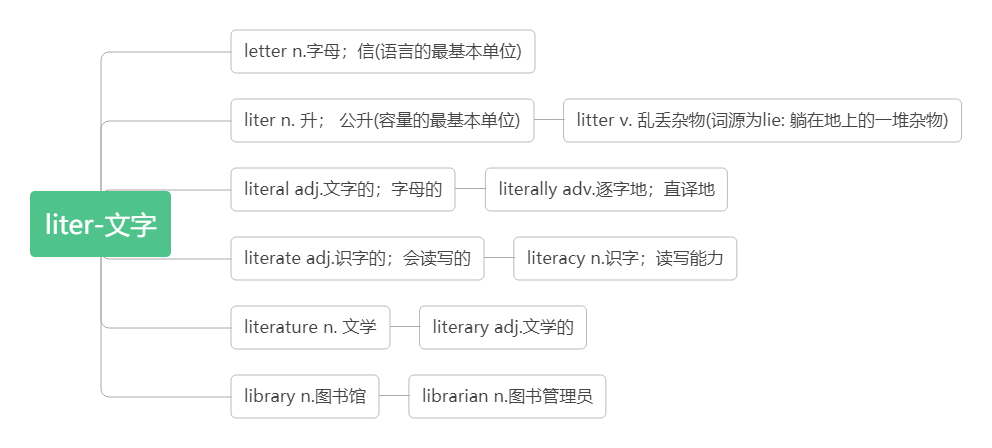 letter n.字母；信(语言的最基本单位)
liter n. 升； 公升(容量的最基本单位)
litter v. 乱丢杂物(词源为lie: 躺在地上的一堆杂物)
literal adj.文字的；字母的
literally adv.逐字地；直译地
liter-文字
literate adj.识字的；会读写的
literacy n.识字；读写能力
literature n. 文学
literary adj.文学的
library n.图书馆
librarian n.图书管理员